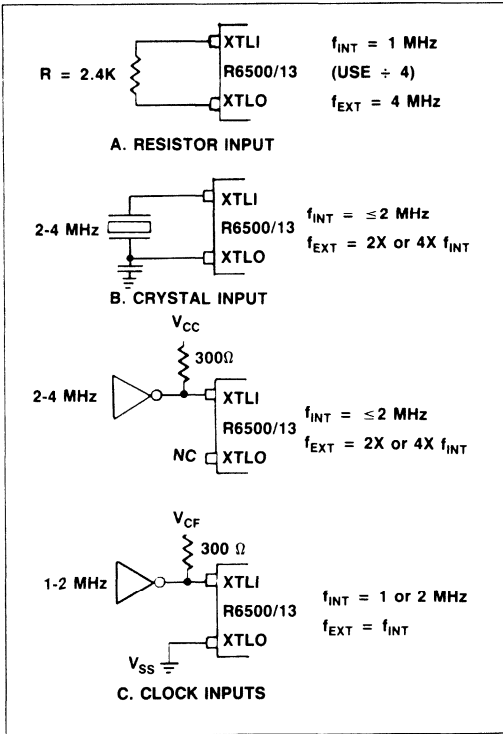 XTLI
R = 2.4K
R6500/13
XTLO
f_INT = 1 MHz
(USE ÷ 4)
f_EXT = 4 MHz
A. RESISTOR INPUT
2-4 MHz
XTLI
R6500/13
XTLO
f_INT = ≤2 MHz
f_EXT = 2X or 4X f_INT
B. CRYSTAL INPUT
V_CC
300Ω
2-4 MHz
XTLI
R6500/13
NC
XTLO
f_INT = ≤2 MHz
f_EXT = 2X or 4X f_INT
V_CF
300 Ω
1-2 MHz
XTLI
R6500/13
XTLO
V_SS
f_INT = 1 or 2 MHz
f_EXT = f_INT
C. CLOCK INPUTS